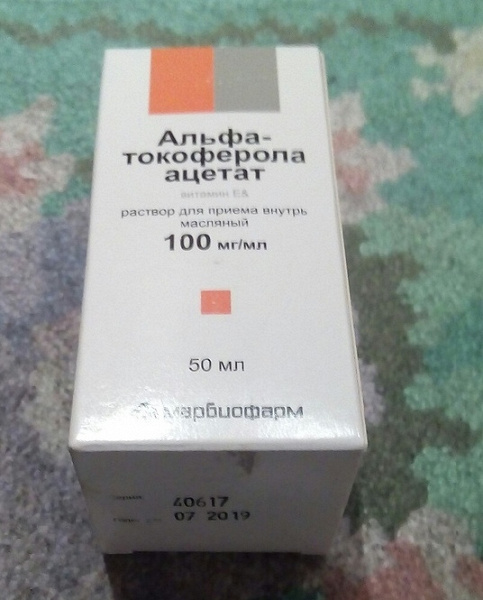 Альфа-
токоферола
ацетат
витамин Е
раствор для приема внутрь
масляный
100 мг/мл
50 мл
марбиофарм
40617
07 2019